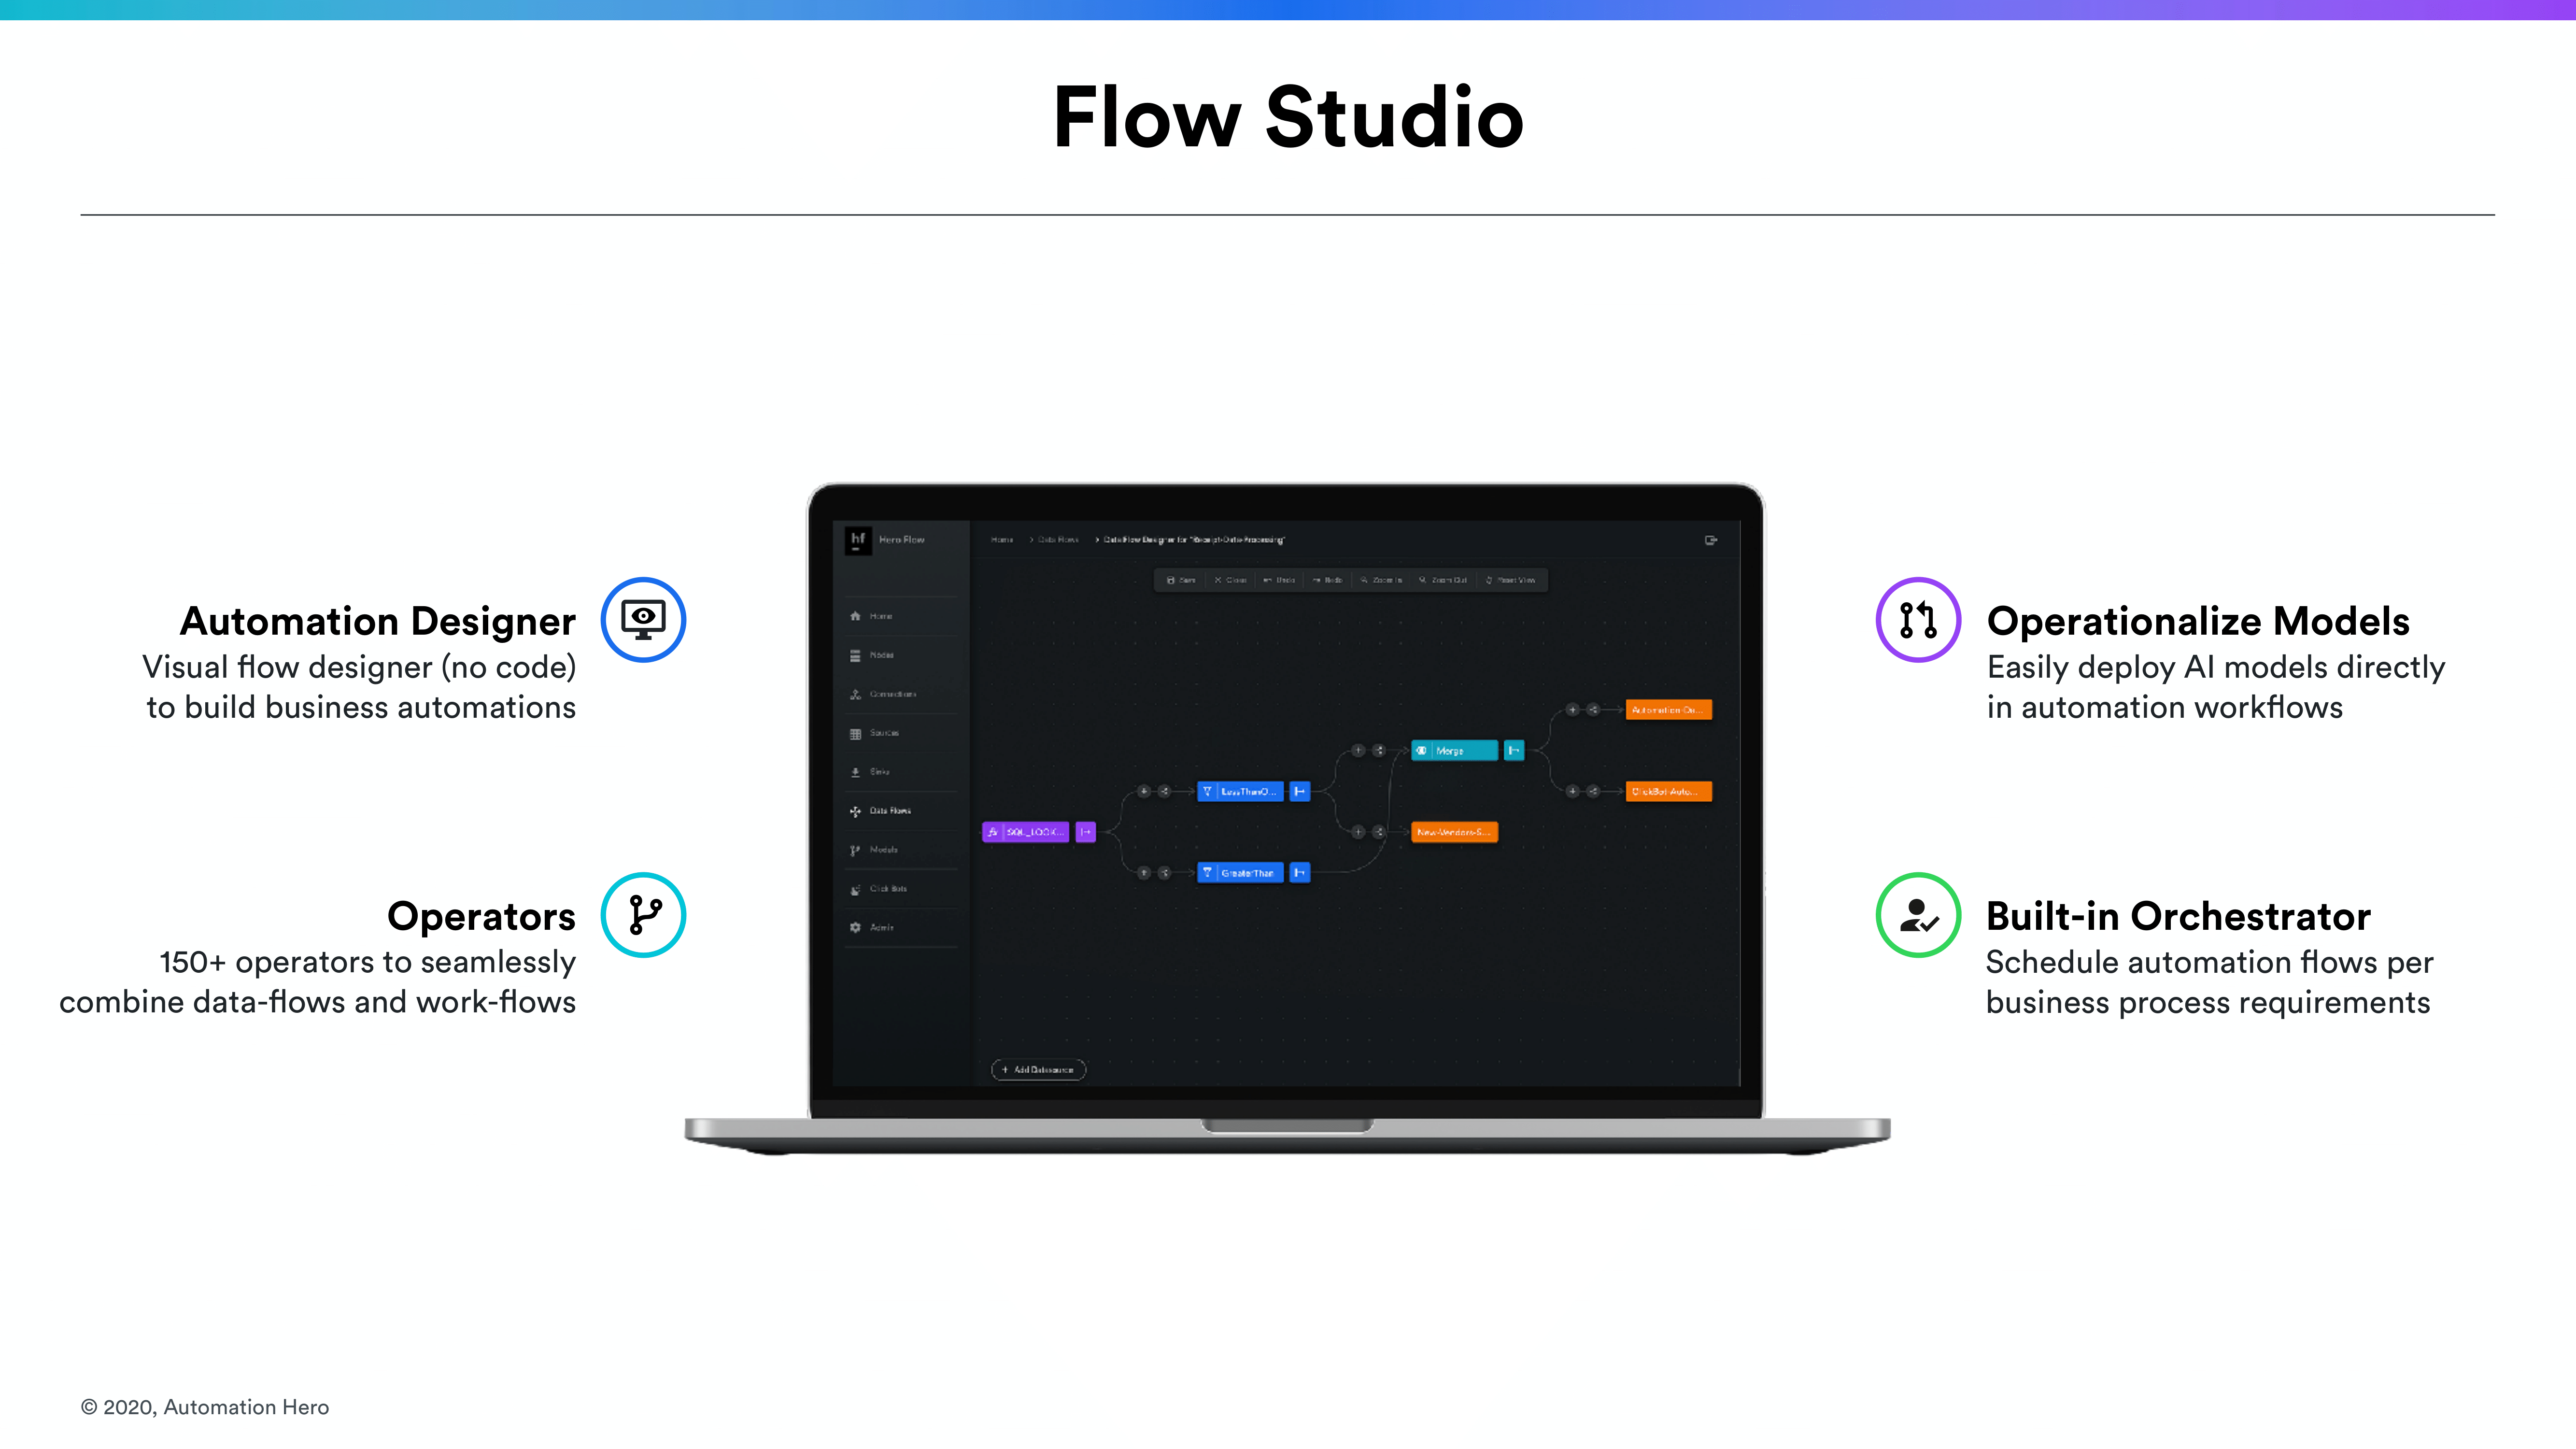 Flow Studio
Automation Designer
Visual flow designer (no code)
to build business automations
Operators
150+ operators to seamlessly
combine data-flows and work-flows
hf
Hero Flow
Home
Nodes
Connections
Sources
Sinks
Data Flows
Models
Click Bots
Admin
Home > Data Flows > Data Flow Designer for "Receipt-Data-Processing"
Save Close Undo Redo Zoom In Zoom Out Reset View
SQL_LOOK...
LessThanO...
GreaterThan
Merge
New-Vendors-S...
Automation-Ou...
ClickBot-Auto...
+ Add Datasource
Operationalize Models
Easily deploy AI models directly
in automation workflows
Built-in Orchestrator
Schedule automation flows per
business process requirements
© 2020, Automation Hero